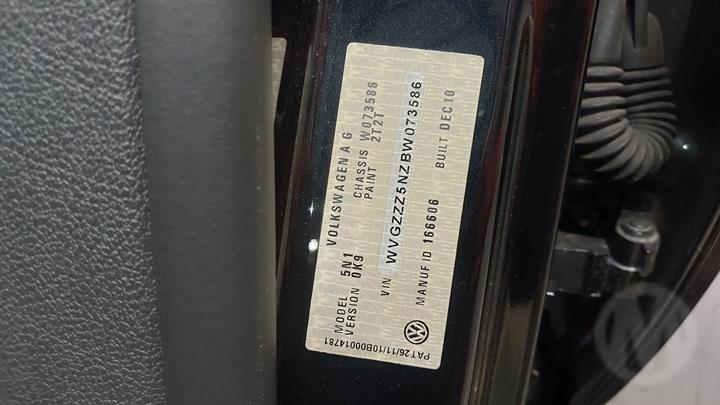 VOLKSWAGEN AG
MODEL 5N1 CHASSIS W073586
VERSION 0K9 PAINT 2T2T
VIN WVGZZZ5NZBW073586
MANUF ID 166606 BUILT DEC10
PAT26/11/10B00014781